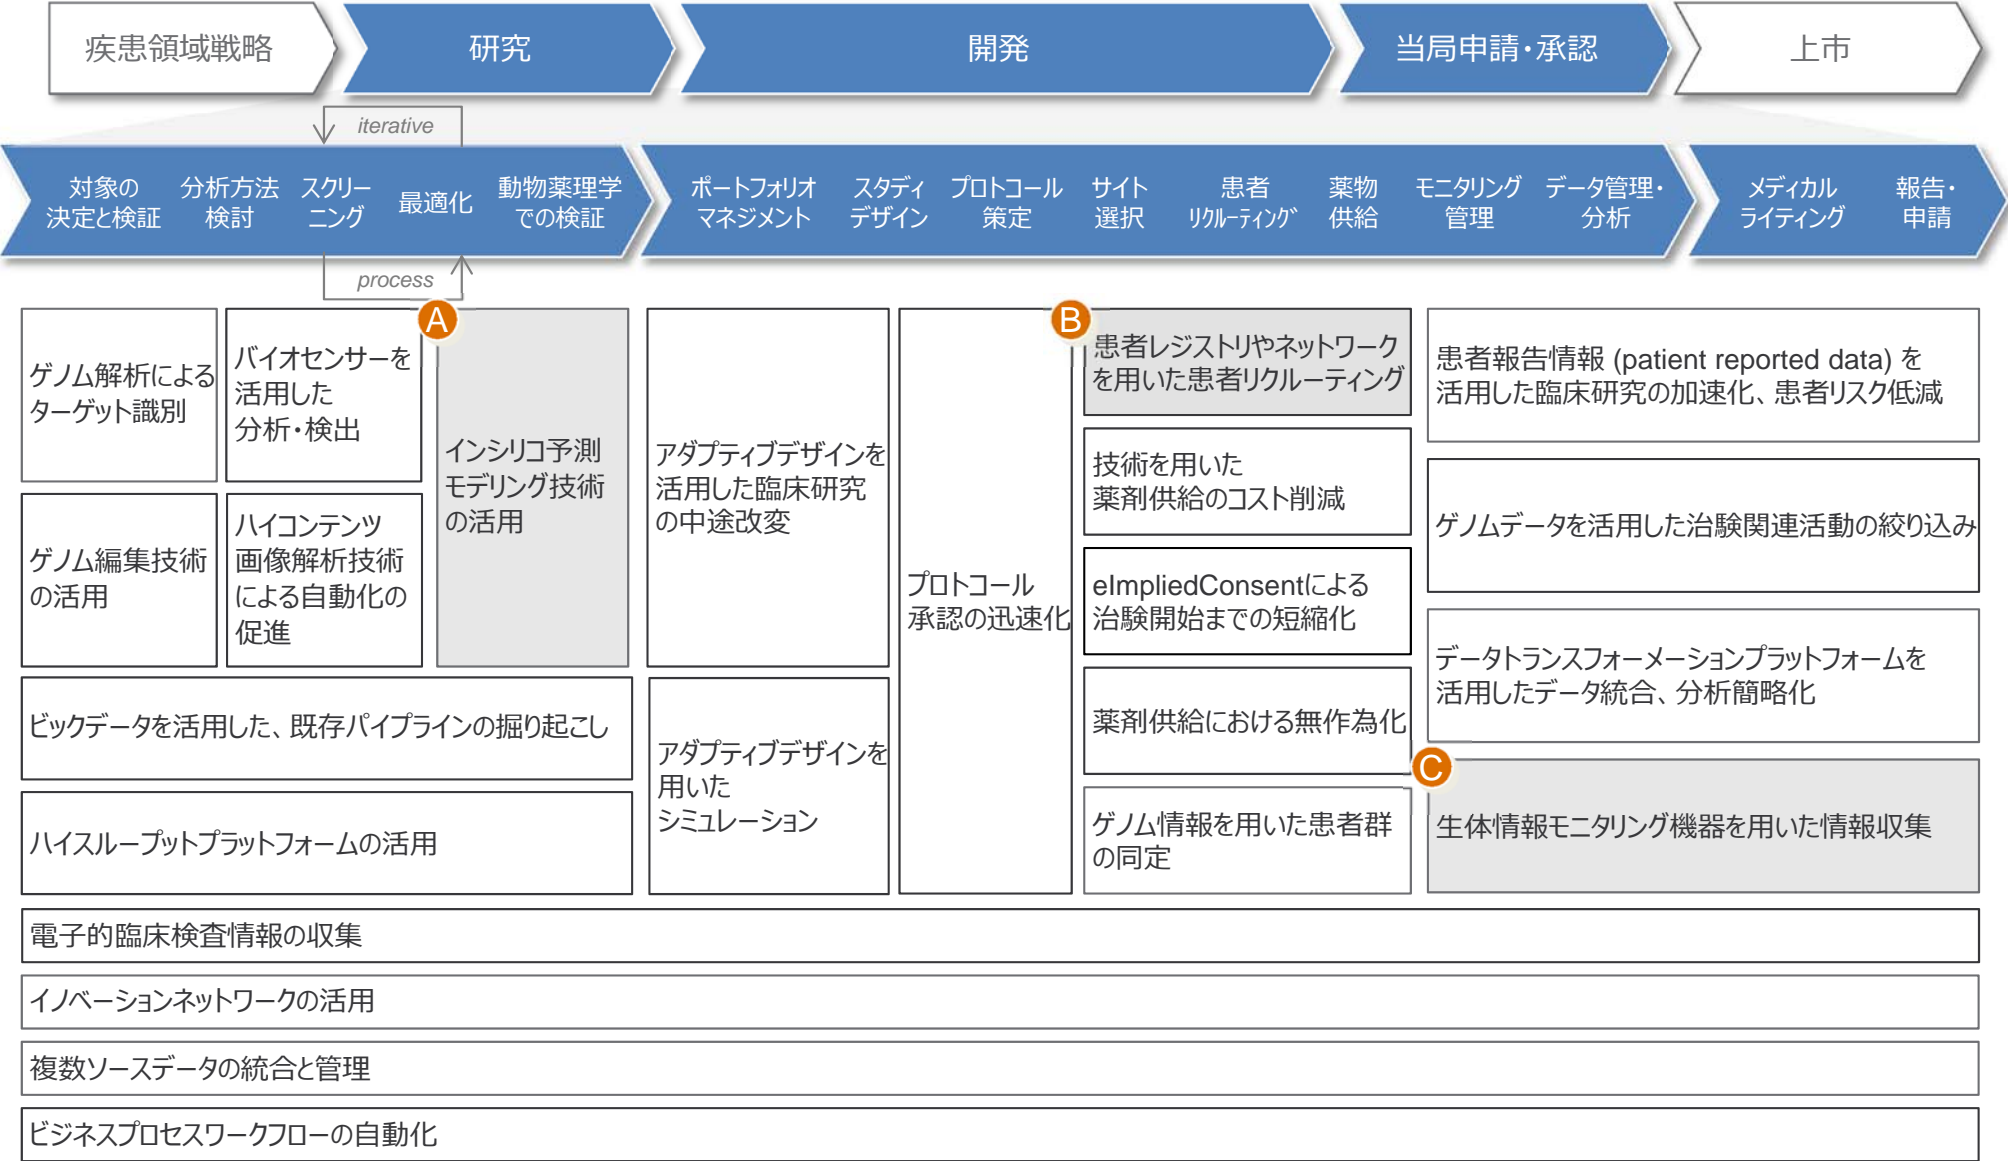 疾患領域戦略
研究
開発
当局申請・承認
上市
iterative
対象の
決定と検証
分析方法
検討
スクリー
ニング
最適化
動物薬理学
での検証
ポートフォリオ
マネジメント
スタディ
デザイン
プロトコール
策定
サイト
選択
患者
リクルーティング
薬物
供給
モニタリング
管理
データ管理・
分析
メディカル
ライティング
報告・
申請
process
ゲノム解析による
ターゲット識別
バイオセンサーを
活用した
分析・検出
A
インシリコ予測
モデリング技術
の活用
ゲノム編集技術
の活用
ハイコンテンツ
画像解析技術
による自動化の
促進
ビックデータを活用した、既存パイプラインの掘り起こし
ハイスループットプラットフォームの活用
アダプティブデザインを
活用した臨床研究
の中途改変
アダプティブデザインを
用いた
シミュレーション
プロトコール
承認の迅速化
B
患者レジストリやネットワーク
を用いた患者リクルーティング
技術を用いた
薬剤供給のコスト削減
eImpliedConsentによる
治験開始までの短縮化
薬剤供給における無作為化
ゲノム情報を用いた患者群
の同定
患者報告情報 (patient reported data) を
活用した臨床研究の加速化、患者リスク低減
ゲノムデータを活用した治験関連活動の絞り込み
データトランスフォーメーションプラットフォームを
活用したデータ統合、分析簡略化
C
生体情報モニタリング機器を用いた情報収集
電子的臨床検査情報の収集
イノベーションネットワークの活用
複数ソースデータの統合と管理
ビジネスプロセスワークフローの自動化